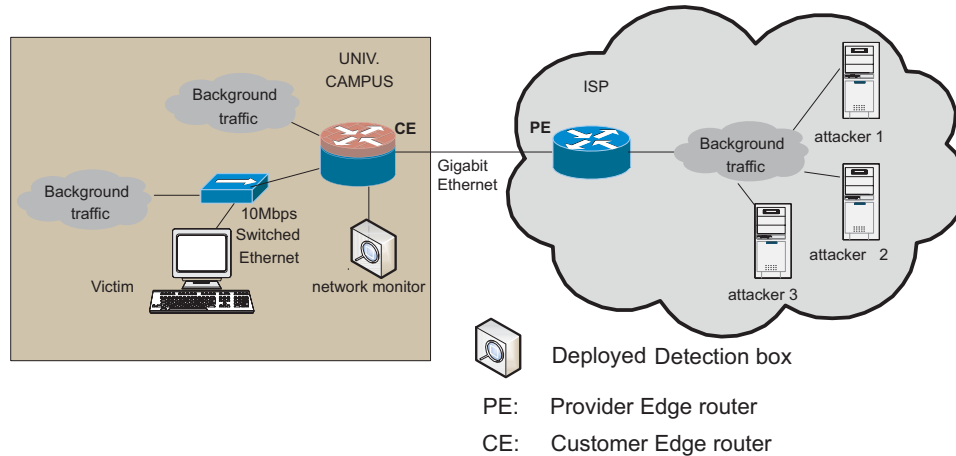 UNIV.
CAMPUS
Background
traffic
CE
Background
traffic
10Mbps
Switched
Ethernet
Victim
network monitor
Gigabit
Ethernet
ISP
PE
Background
traffic
attacker 1
attacker 2
attacker 3
Deployed Detection box
PE: Provider Edge router
CE: Customer Edge router